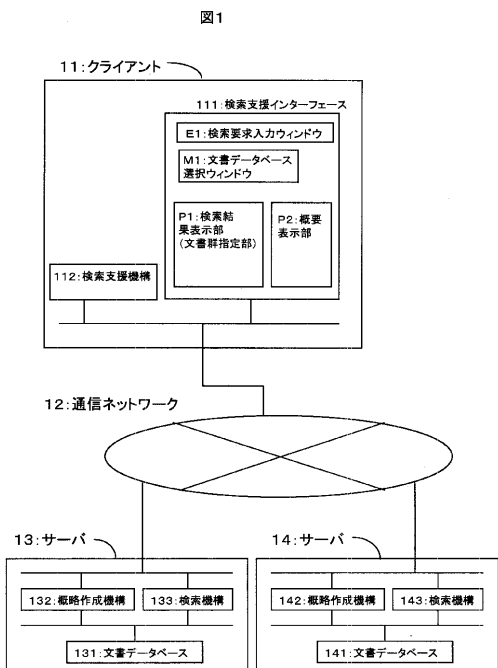 図1
11:クライアント
111:検索支援インターフェース
E1:検索要求入力ウィンドウ
M1:文書データベース
選択ウィンドウ
P1:検索結
果表示部
(文書群指定部)
P2:概要
表示部
112:検索支援機構
12:通信ネットワーク
13:サーバ
14:サーバ
132:概略作成機構
133:検索機構
142:概略作成機構
143:検索機構
131:文書データベース
141:文書データベース